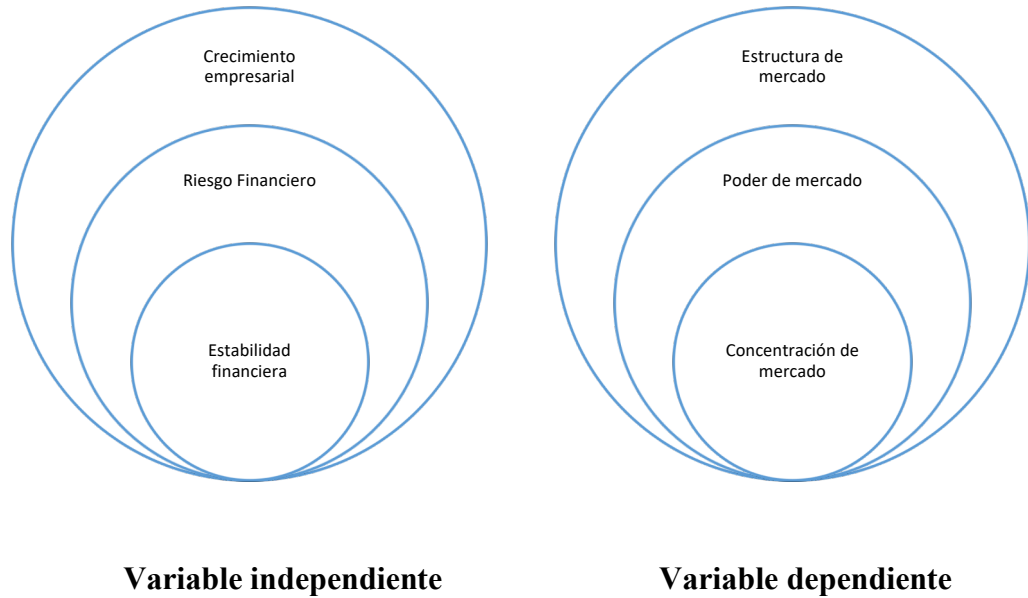 Crecimiento
empresarial
Riesgo Financiero
Estabilidad
financiera
Variable independiente
Estructura de
mercado
Poder de mercado
Concentración de
mercado
Variable dependiente